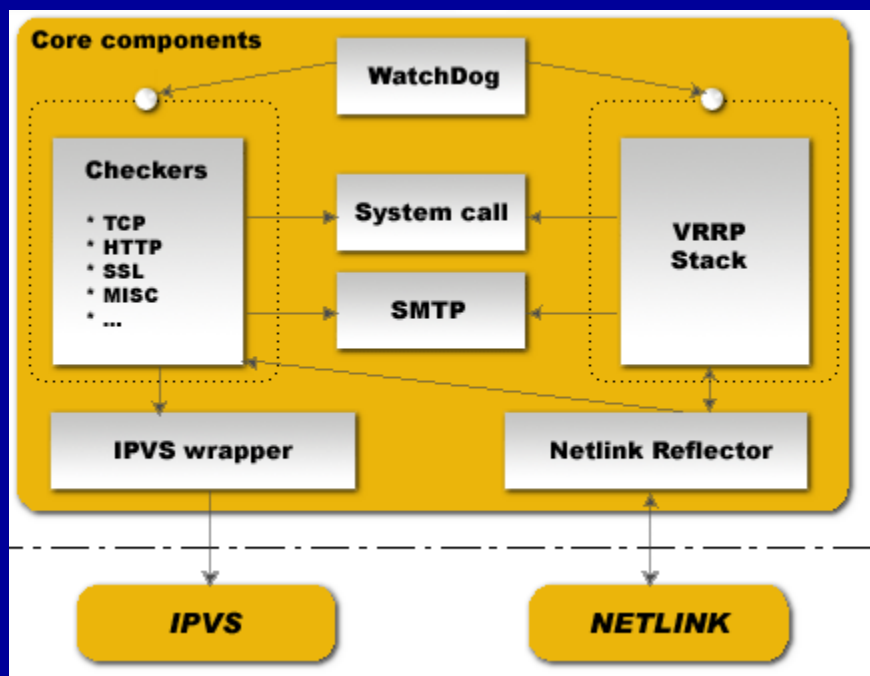 Core components
WatchDog
Checkers
* TCP
* HTTP
* SSL
* MISC
* ...
System call
SMTP
VRRP
Stack
IPVS wrapper
Netlink Reflector
IPVS
NETLINK